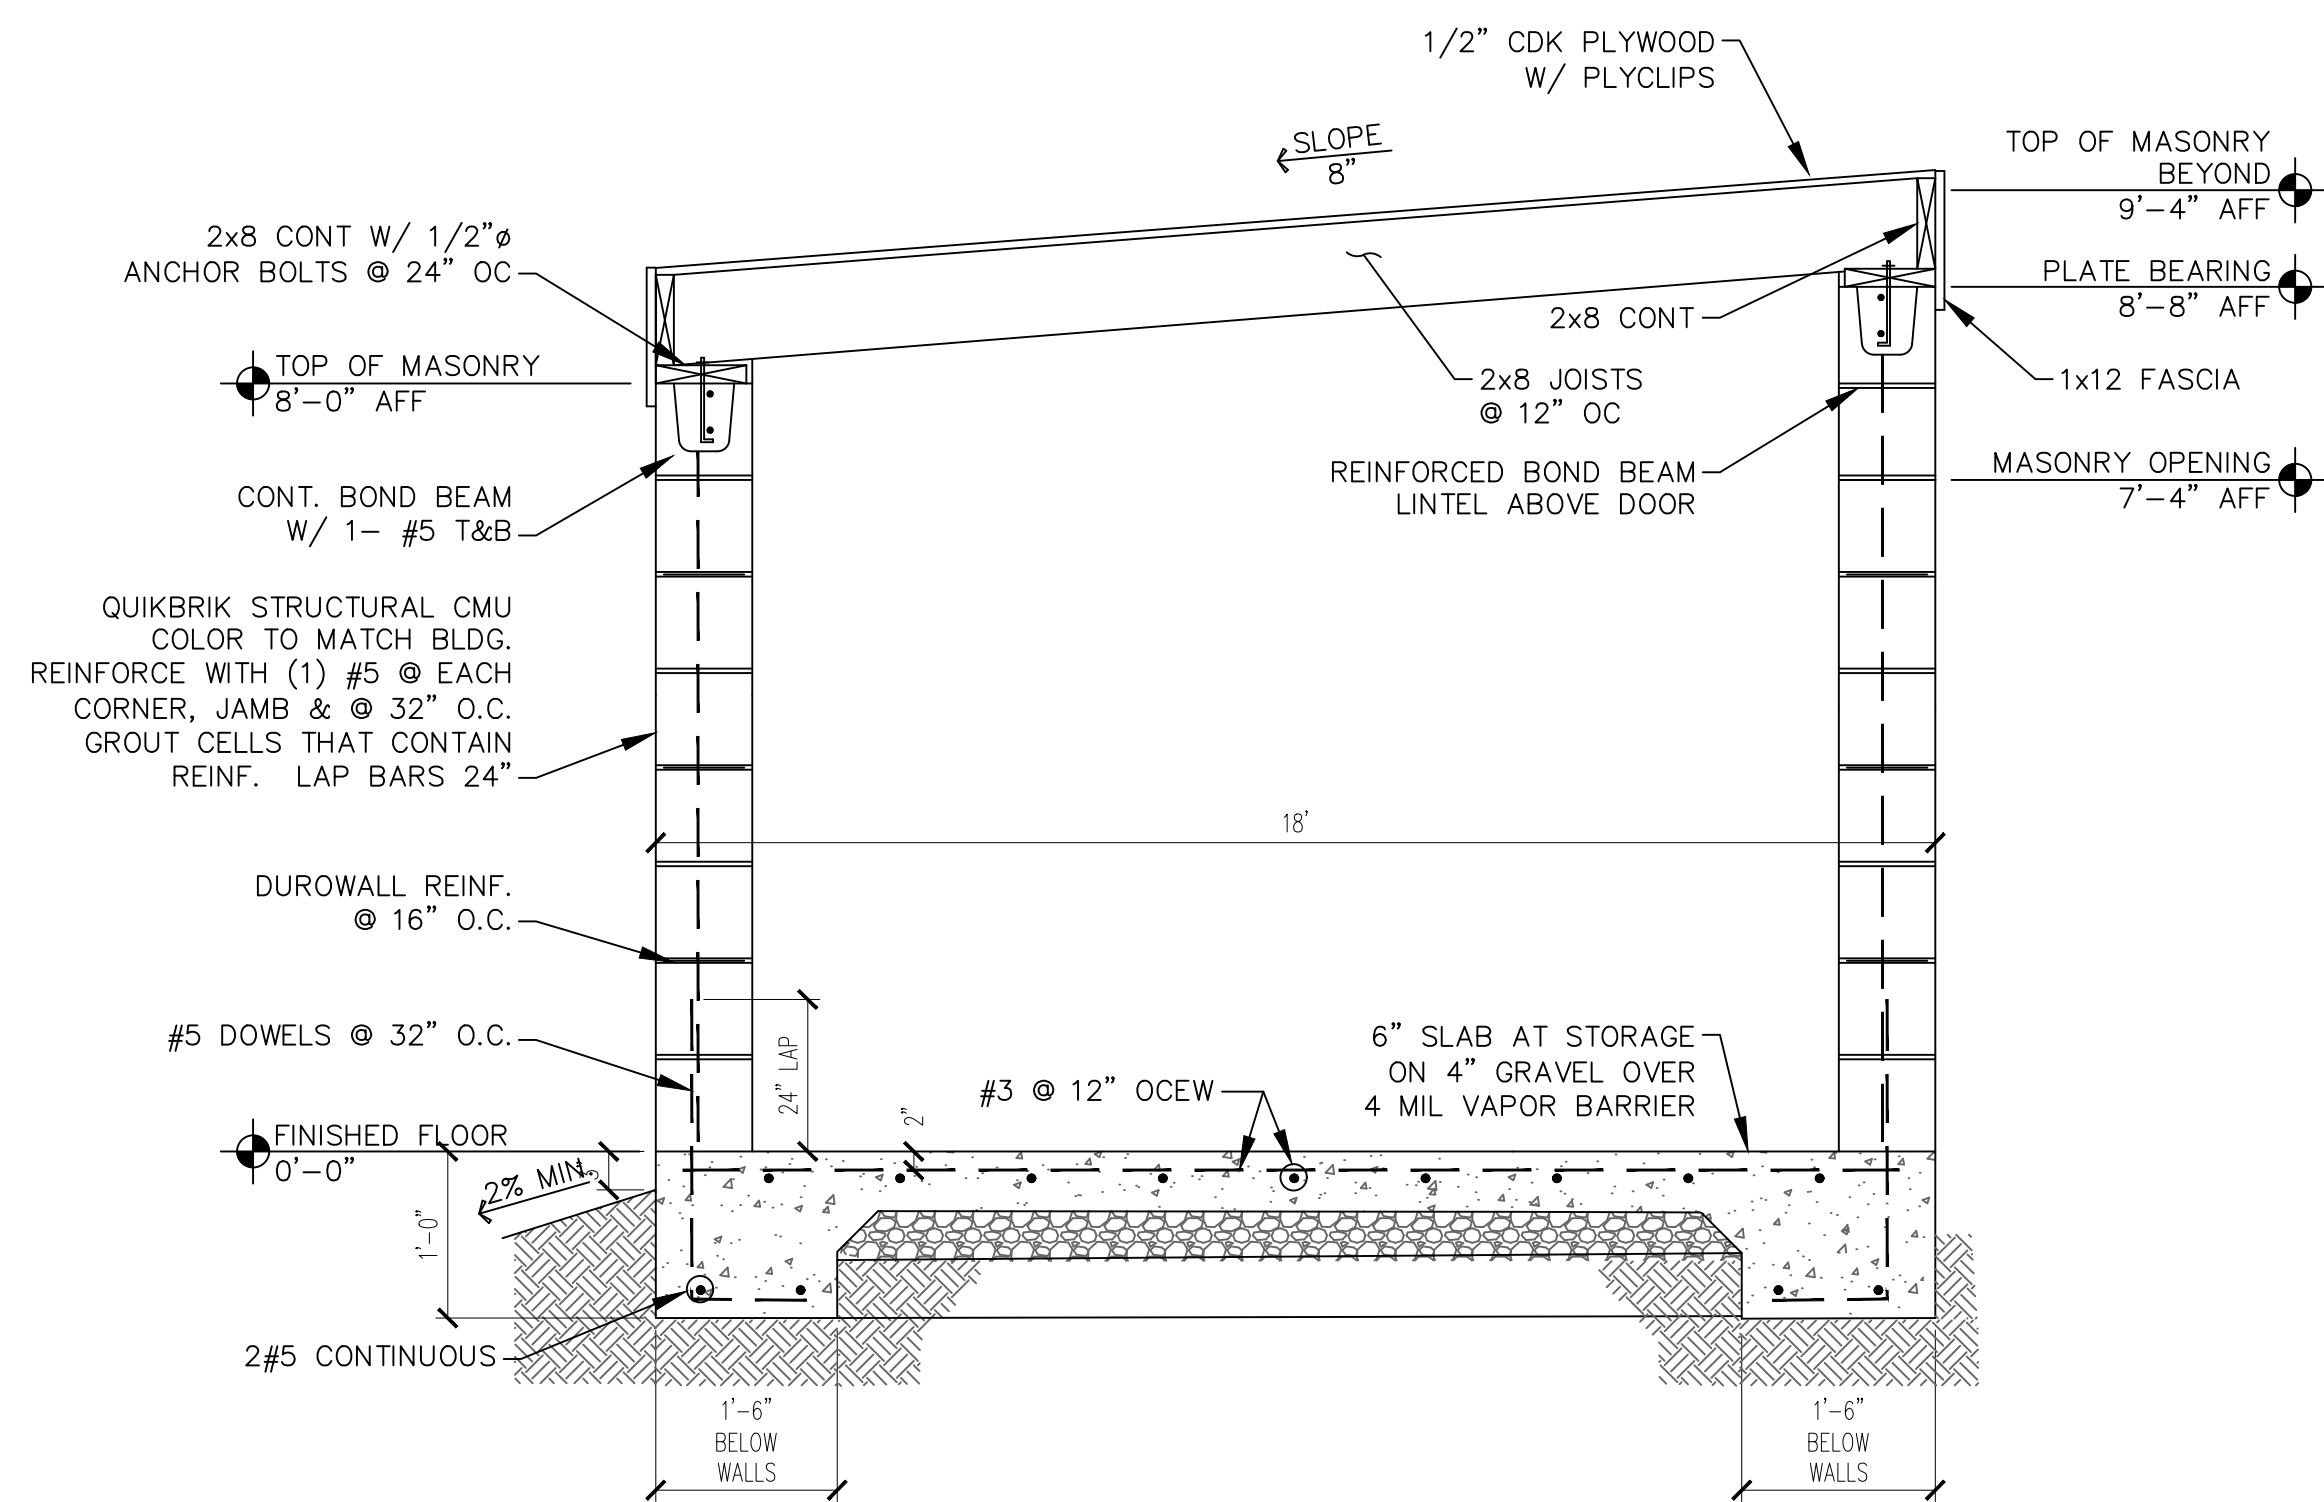 1/2” CDK PLYWOOD
W/ PLYCLIPS
SLOPE
8”
TOP OF MASONRY
BEYOND
9’-4” AFF
2x8 CONT W/ 1/2”ø
ANCHOR BOLTS @ 24” OC
PLATE BEARING
8’-8” AFF
2x8 CONT
TOP OF MASONRY
8’-0” AFF
2x8 JOISTS
@ 12” OC
1x12 FASCIA
REINFORCED BOND BEAM
LINTEL ABOVE DOOR
MASONRY OPENING
7’-4” AFF
CONT. BOND BEAM
W/ 1- #5 T&B
QUIKBRIK STRUCTURAL CMU
COLOR TO MATCH BLDG.
REINFORCE WITH (1) #5 @ EACH
CORNER, JAMB & @ 32” O.C.
GROUT CELLS THAT CONTAIN
REINF. LAP BARS 24”
18’
DUROWALL REINF.
@ 16” O.C.
#5 DOWELS @ 32” O.C.
24” LAP
2”
#3 @ 12” OCEW
6” SLAB AT STORAGE
ON 4” GRAVEL OVER
4 MIL VAPOR BARRIER
FINISHED FLOOR
0’-0”
2% MIN.
1’-0”
2#5 CONTINUOUS
1’-6”
BELOW
WALLS
1’-6”
BELOW
WALLS